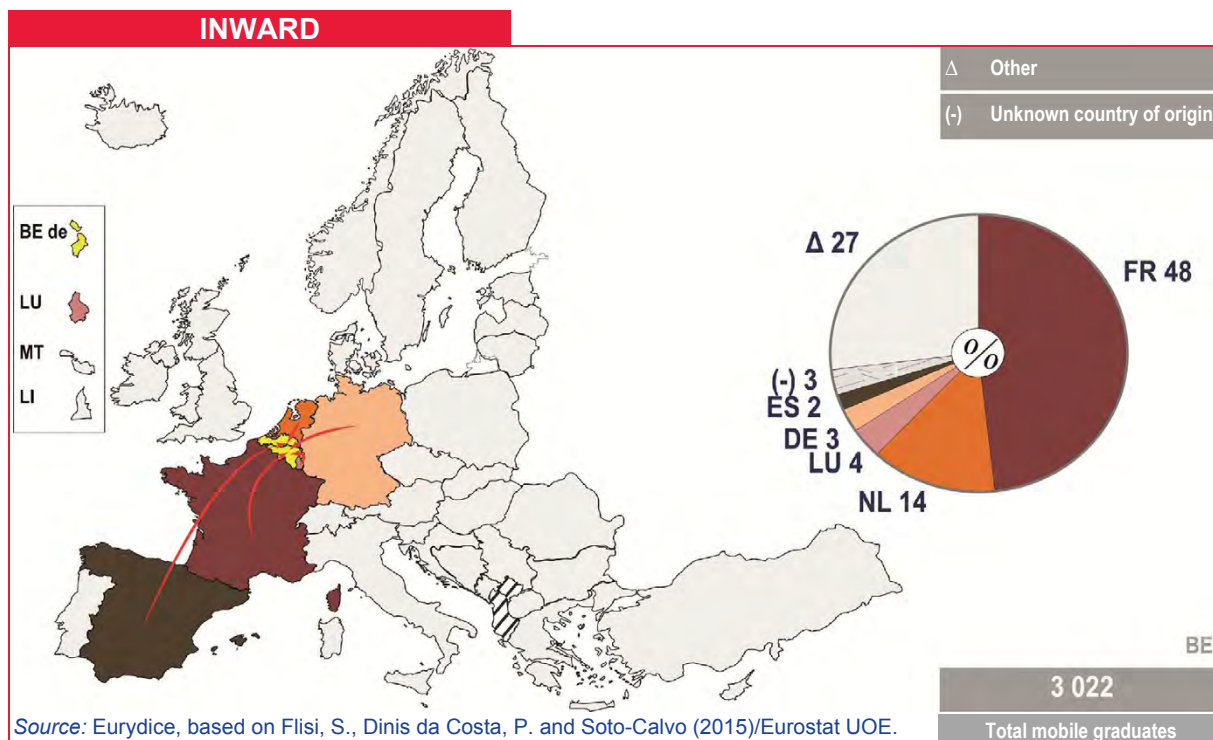 INWARD
Δ Other
(-) Unknown country of origin
BE de
LU
MT
LI
Δ 27
FR 48
%
(-) 3
ES 2
DE 3
LU 4
NL 14
BE
3 022
Total mobile graduates
Source: Eurydice, based on Flisi, S., Dinis da Costa, P. and Soto-Calvo (2015)/Eurostat UOE.